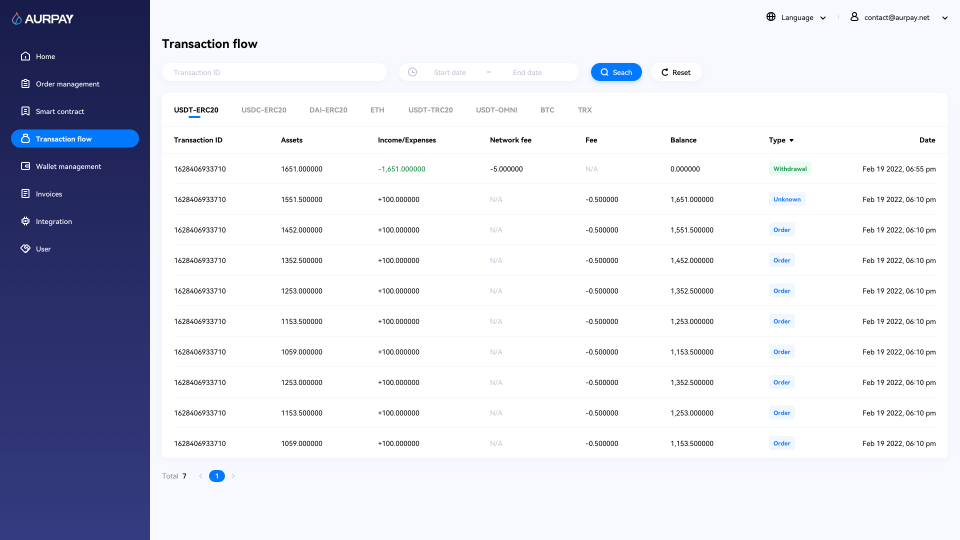 AURPAY
Language
contact@aurpay.net
Home
Order management
Smart contract
Transaction flow
Wallet management
Invoices
Integration
User
Transaction flow
Transaction ID
Start date – End date
Seach
Reset
USDT-ERC20 USDC-ERC20 DAI-ERC20 ETH USDT-TRC20 USDT-OMNI BTC TRX
Transaction ID Assets Income/Expenses Network fee Fee Balance Type Date
1628406933710 1651.000000 -1,651.000000 -5.000000 N/A 0.000000 Withdrawal Feb 19 2022, 06:55 pm
1628406933710 1551.500000 +100.000000 N/A -0.500000 1,651.000000 Unknown Feb 19 2022, 06:10 pm
1628406933710 1452.000000 +100.000000 N/A -0.500000 1,551.500000 Order Feb 19 2022, 06:10 pm
1628406933710 1352.500000 +100.000000 N/A -0.500000 1,452.000000 Order Feb 19 2022, 06:10 pm
1628406933710 1253.000000 +100.000000 N/A -0.500000 1,352.500000 Order Feb 19 2022, 06:10 pm
1628406933710 1153.500000 +100.000000 N/A -0.500000 1,253.000000 Order Feb 19 2022, 06:10 pm
1628406933710 1059.000000 +100.000000 N/A -0.500000 1,153.500000 Order Feb 19 2022, 06:10 pm
1628406933710 1253.000000 +100.000000 N/A -0.500000 1,352.500000 Order Feb 19 2022, 06:10 pm
1628406933710 1153.500000 +100.000000 N/A -0.500000 1,253.000000 Order Feb 19 2022, 06:10 pm
1628406933710 1059.000000 +100.000000 N/A -0.500000 1,153.500000 Order Feb 19 2022, 06:10 pm
Total 7 < 1 >